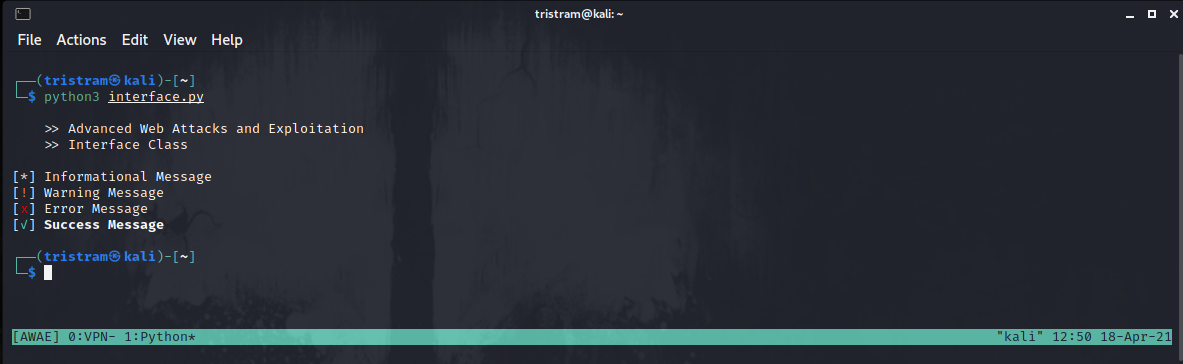 tristram@kali: ~
File Actions Edit View Help
┌──(tristram㉿kali)-[~]
└─$ python3 interface.py
>> Advanced Web Attacks and Exploitation
>> Interface Class
[*] Informational Message
[!] Warning Message
[x] Error Message
[√] Success Message
┌──(tristram㉿kali)-[~]
└─$
[AWAE] 0:VPN- 1:Python* "kali" 12:50 18-Apr-21